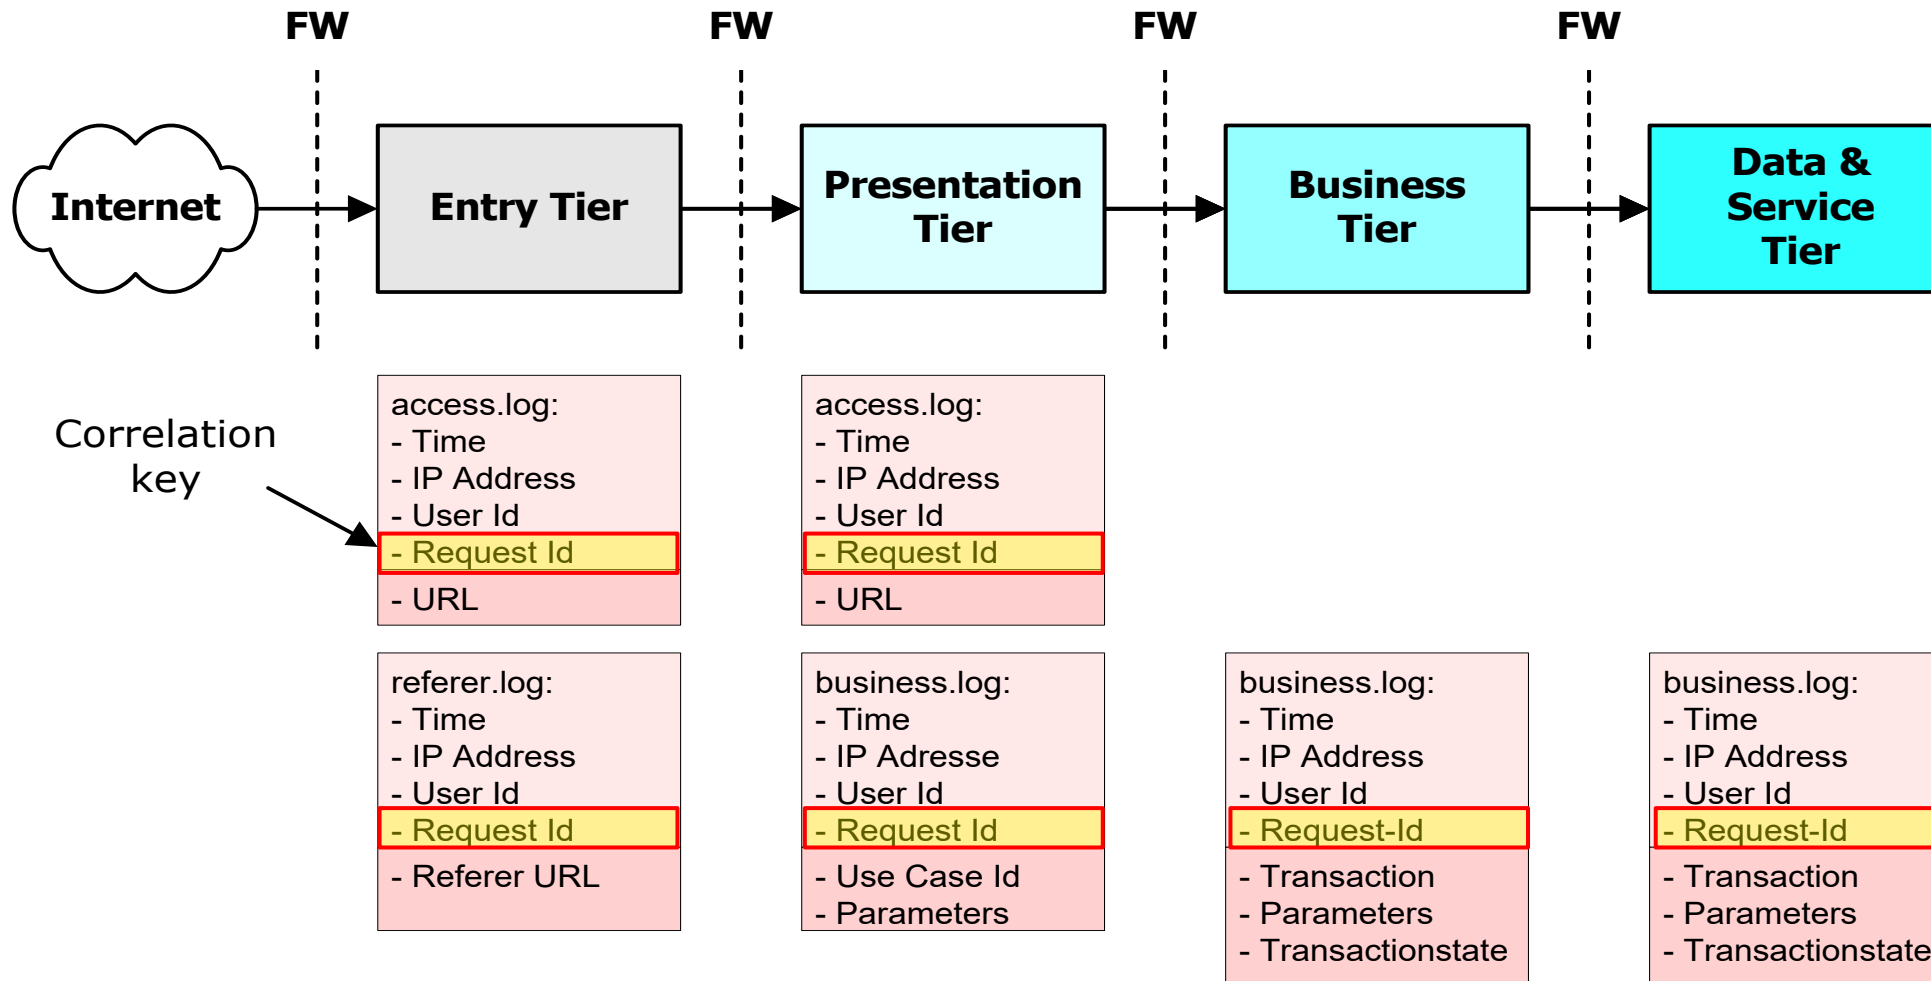 FW
FW
FW
FW
Internet
Entry Tier
Presentation
Tier
Business
Tier
Data &
Service
Tier
Correlation
key
access.log:
- Time
- IP Address
- User Id
- Request Id
- URL
access.log:
- Time
- IP Address
- User Id
- Request Id
- URL
referer.log:
- Time
- IP Address
- User Id
- Request Id
- Referer URL
business.log:
- Time
- IP Adresse
- User Id
- Request Id
- Use Case Id
- Parameters
business.log:
- Time
- IP Address
- User Id
- Request-Id
- Transaction
- Parameters
- Transactionstate
business.log:
- Time
- IP Address
- User Id
- Request-Id
- Transaction
- Parameters
- Transactionstate